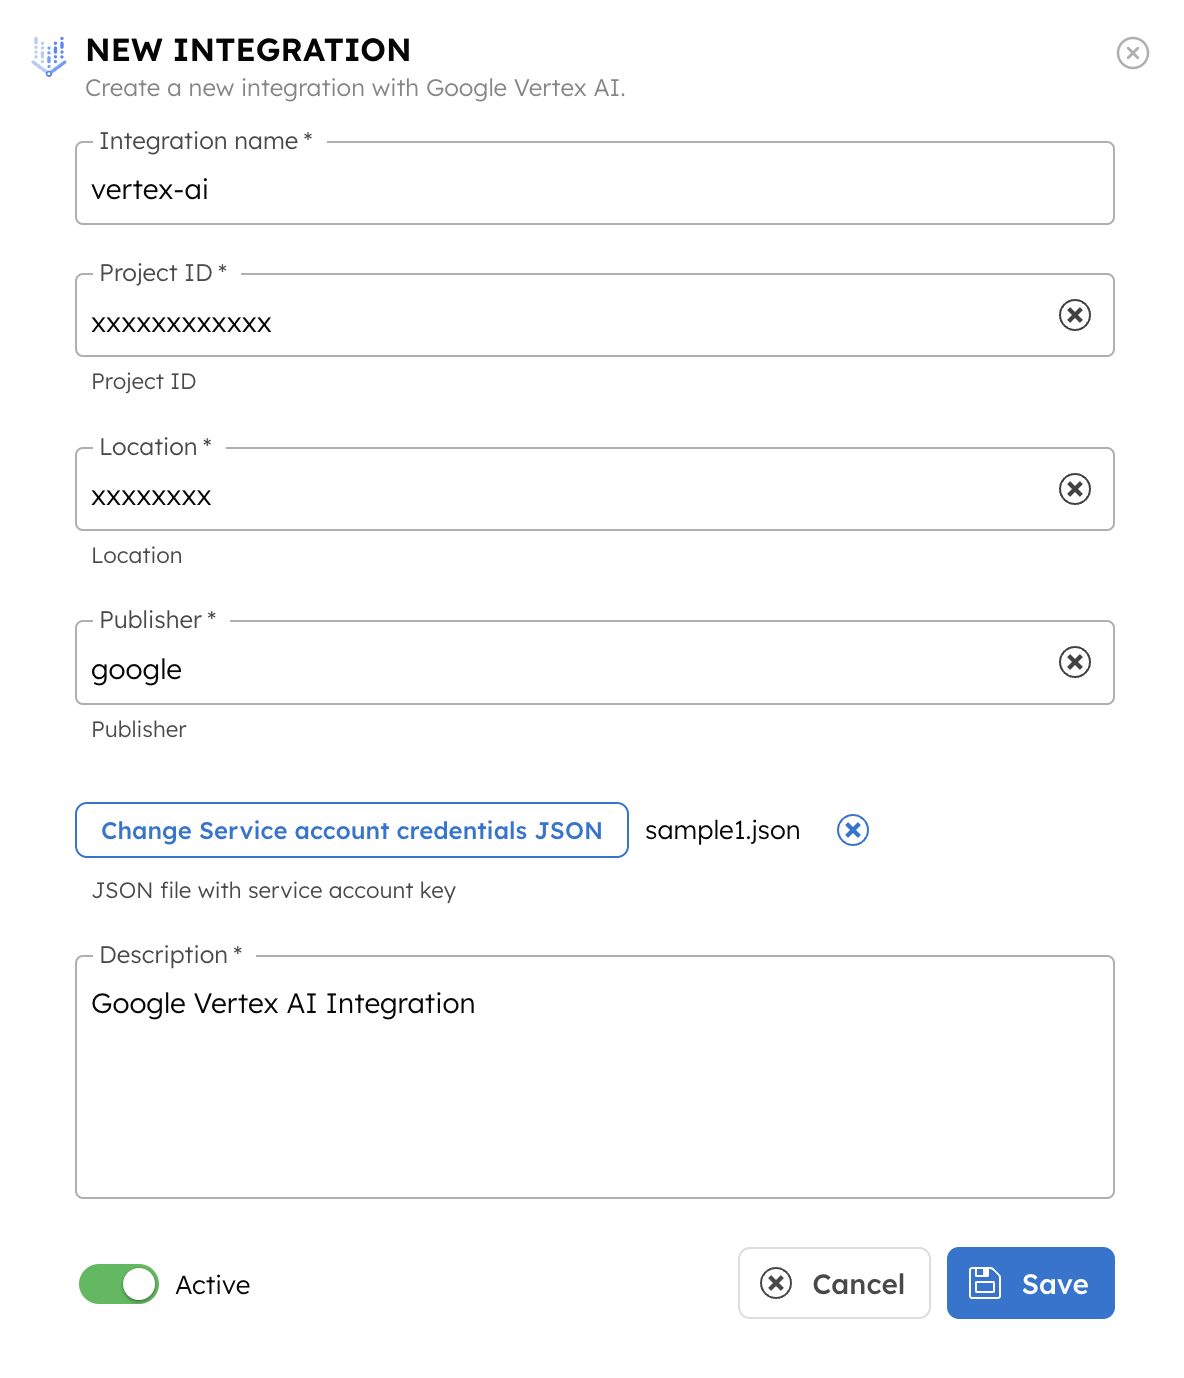 NEW INTEGRATION
Create a new integration with Google Vertex AI.
Integration name *
vertex-ai
Project ID *
xxxxxxxxxxxx
Project ID
Location *
xxxxxxxx
Location
Publisher *
google
Publisher
Change Service account credentials JSON sample1.json
JSON file with service account key
Description *
Google Vertex AI Integration
Active Cancel Save